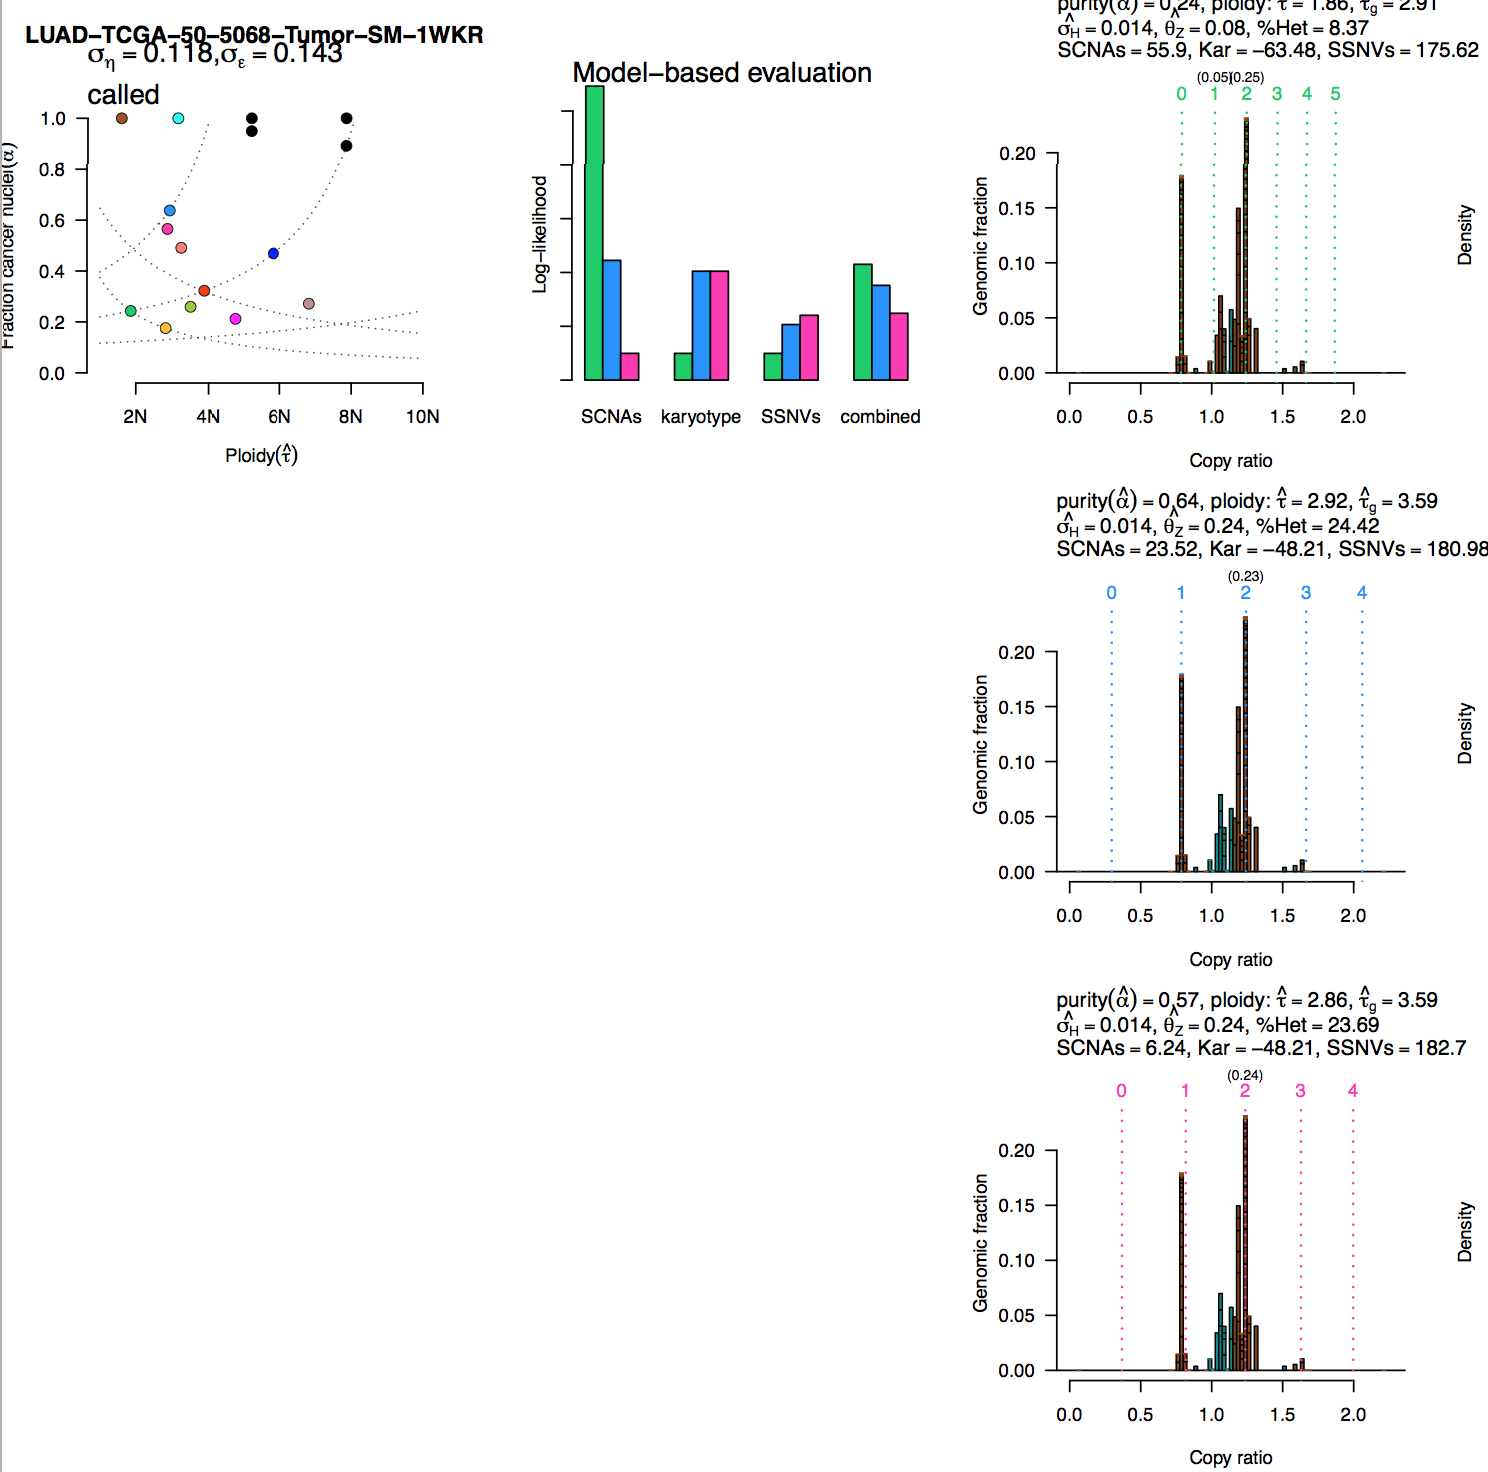 LUAD−TCGA−50−5068−Tumor−SM−1WKR
ση = 0.118,σε = 0.143
called
Fraction cancer nuclei(α)
1.0
0.8
0.6
0.4
0.2
0.0
2N 4N 6N 8N 10N
Ploidy(τ̂)
Model−based evaluation
Log−likelihood
SCNAs karyotype SSNVs combined
purity(α̂) = 0.24, ploidy: τ̂ = 1.86, τ̂g = 2.91
σ̂H = 0.014, θ̂Z = 0.08, %Het = 8.37
SCNAs = 55.9, Kar = −63.48, SSNVs = 175.62
(0.05)(0.25)
0 1 2 3 4 5
Genomic fraction
0.20
0.15
0.10
0.05
0.00
0.0 0.5 1.0 1.5 2.0
Copy ratio
Density
purity(α̂) = 0.64, ploidy: τ̂ = 2.92, τ̂g = 3.59
σ̂H = 0.014, θ̂Z = 0.24, %Het = 24.42
SCNAs = 23.52, Kar = −48.21, SSNVs = 180.98
(0.23)
0 1 2 3 4
Genomic fraction
0.20
0.15
0.10
0.05
0.00
0.0 0.5 1.0 1.5 2.0
Copy ratio
Density
purity(α̂) = 0.57, ploidy: τ̂ = 2.86, τ̂g = 3.59
σ̂H = 0.014, θ̂Z = 0.24, %Het = 23.69
SCNAs = 6.24, Kar = −48.21, SSNVs = 182.7
(0.24)
0 1 2 3 4
Genomic fraction
0.20
0.15
0.10
0.05
0.00
0.0 0.5 1.0 1.5 2.0
Copy ratio
Density